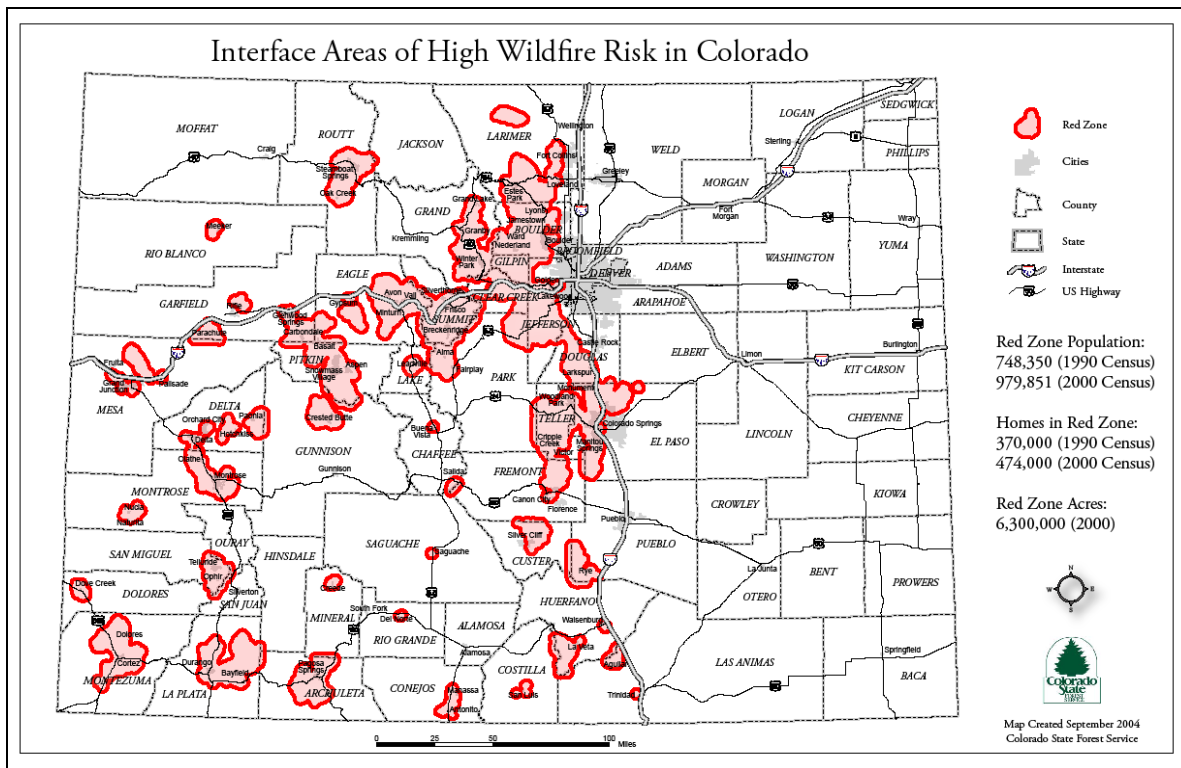 Interface Areas of High Wildfire Risk in Colorado
SEDGWICK
LOGAN
MOFFAT
ROUTT
JACKSON
LARIMER
Wellington
WELD
Sterling
PHILLIPS
Craig
Steamboat
Springs
Oak Creek
Fort Collins
Loveland
Greeley
MORGAN
Fort
Morgan
Wray
YUMA
GRAND
Grand Lake
Estes
Park
Lyons
Jamestown
BOULDER
Ward
Nederland
Boulder
Granby
Kremmling
Meeker
RIO BLANCO
Winter
Park
GILPIN
BROOMFIELD
DENVER
ADAMS
WASHINGTON
EAGLE
Avon
Vail
Silverthorne
CLEAR CREEK
Golden
Lakewood
ARAPAHOE
GARFIELD
Rifle
Gypsum
Minturn
Frisco
SUMMIT
Breckenridge
JEFFERSON
Glenwood
Springs
Carbondale
Parachute
Basalt
PITKIN
Snowmass
Village
Aspen
Leadville
LAKE
Alma
Fairplay
PARK
Castle Rock
DOUGLAS
Larkspur
ELBERT
Limon
Burlington
KIT CARSON
Fruita
Grand
Junction
Palisade
MESA
DELTA
Orchard City
Paonia
Hotchkiss
Delta
Crested Butte
Buena
Vista
Monument
Woodland
Park
TELLER
Colorado Springs
CHEYENNE
Cripple
Creek
Victor
Manitou
Springs
EL PASO
LINCOLN
Olathe
Montrose
GUNNISON
Gunnison
CHAFFEE
Salida
FREMONT
Canon City
Florence
KIOWA
CROWLEY
MONTROSE
Nucla
Naturita
OURAY
Pueblo
PUEBLO
SAN MIGUEL
HINSDALE
SAGUACHE
Saguache
Silver Cliff
CUSTER
Rye
Telluride
Ophir
Silverton
SAN JUAN
La Junta
BENT
PROWERS
OTERO
Dove Creek
DOLORES
Creede
MINERAL
South Fork
Del Norte
RIO GRANDE
ALAMOSA
Alamosa
HUERFANO
Walsenburg
La Veta
Aguilar
LAS ANIMAS
Springfield
BACA
Dolores
Cortez
MONTEZUMA
Durango
Bayfield
LA PLATA
Pagosa
Springs
ARCHULETA
CONEJOS
Manassa
Antonito
COSTILLA
San Luis
Trinidad
0 25 50 100
Miles
Red Zone
Cities
County
State
Interstate
US Highway
Red Zone Population:
748,350 (1990 Census)
979,851 (2000 Census)
Homes in Red Zone:
370,000 (1990 Census)
474,000 (2000 Census)
Red Zone Acres:
6,300,000 (2000)
N
W E
S
Colorado
State
FOREST
SERVICE
Map Created September 2004
Colorado State Forest Service